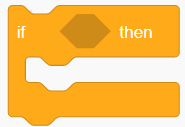 if then